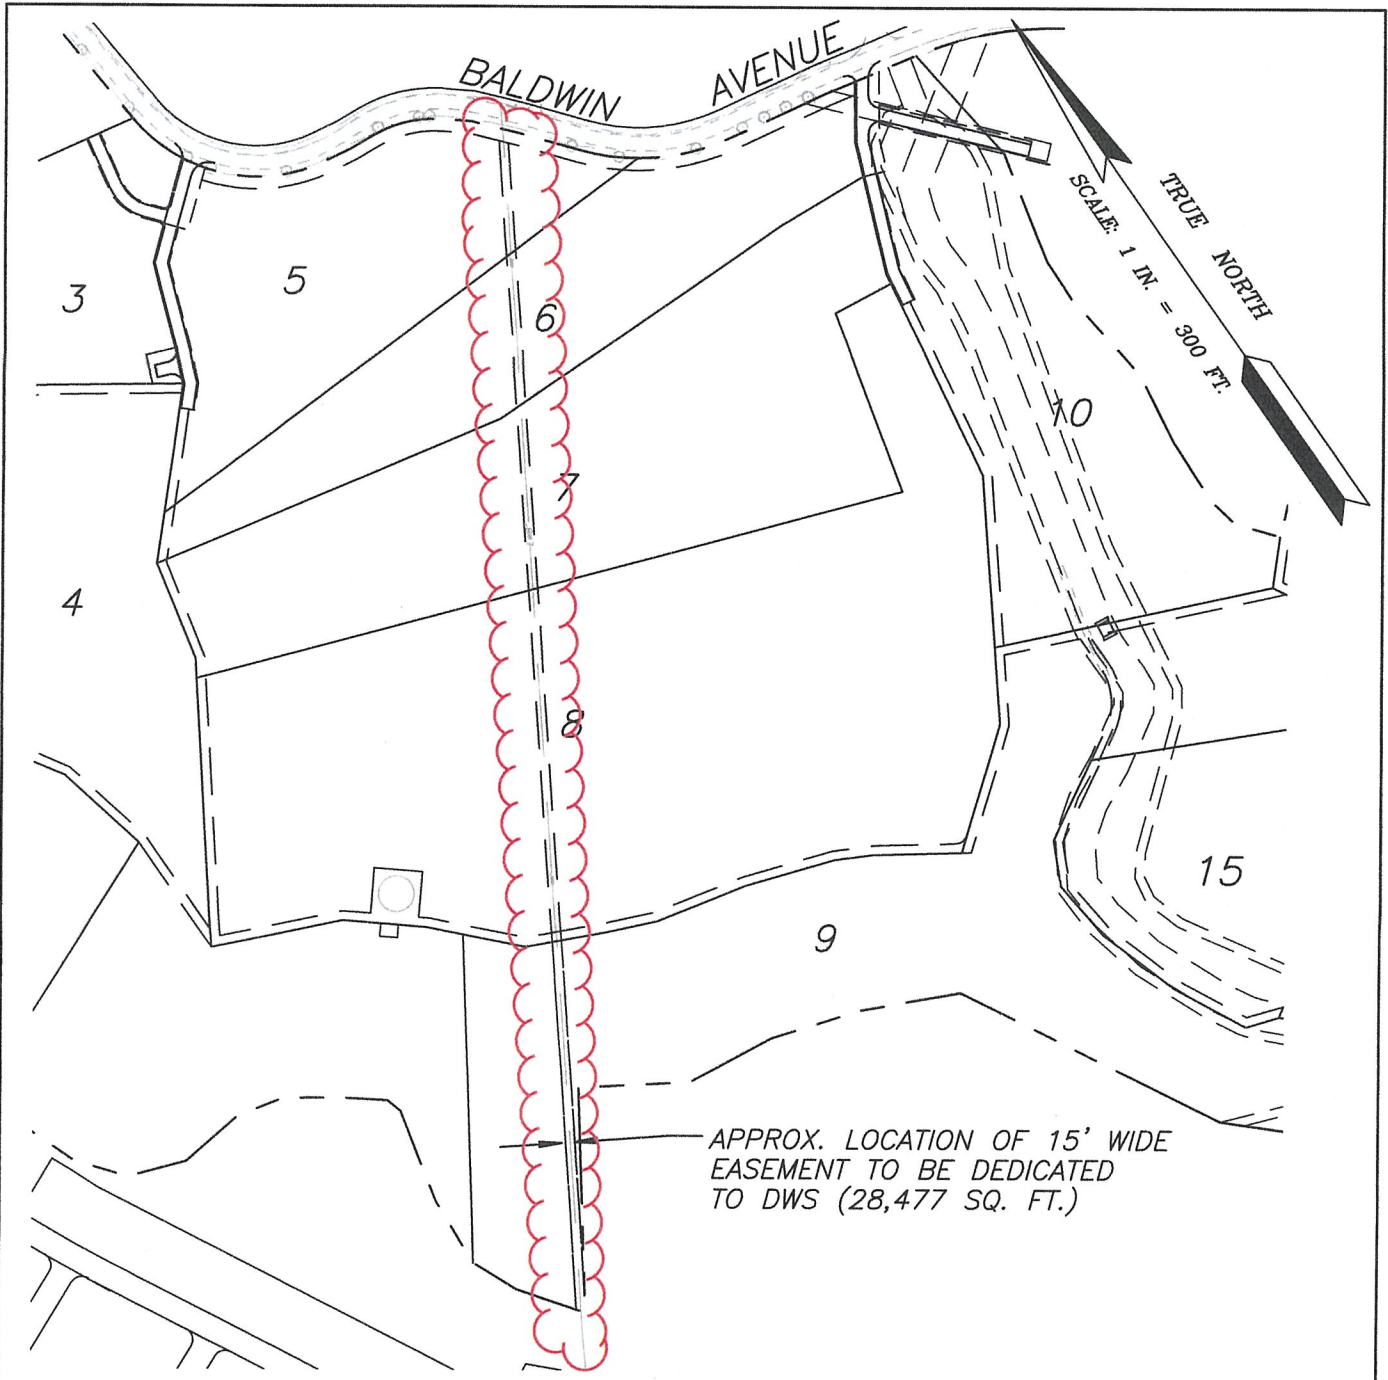 BALDWIN AVENUE
TRUE NORTH
SCALE: 1 IN. = 300 FT.
3
5
6
10
7
4
8
15
9
APPROX. LOCATION OF 15' WIDE
EASEMENT TO BE DEDICATED
TO DWS (28,477 SQ. FT.)